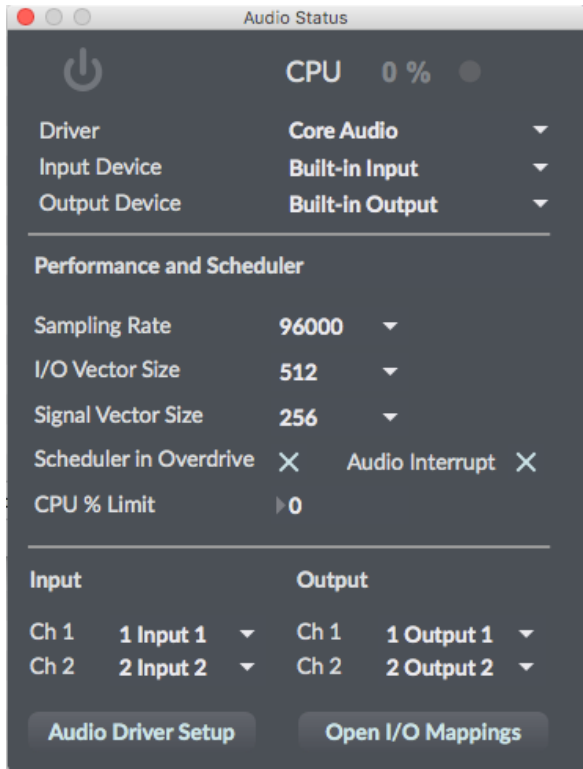 Audio Status
CPU 0 %
Driver Core Audio
Input Device Built-in Input
Output Device Built-in Output
Performance and Scheduler
Sampling Rate 96000
I/O Vector Size 512
Signal Vector Size 256
Scheduler in Overdrive Audio Interrupt
CPU % Limit 0
Input Output
Ch 1 1 Input 1 Ch 1 1 Output 1
Ch 2 2 Input 2 Ch 2 2 Output 2
Audio Driver Setup Open I/O Mappings